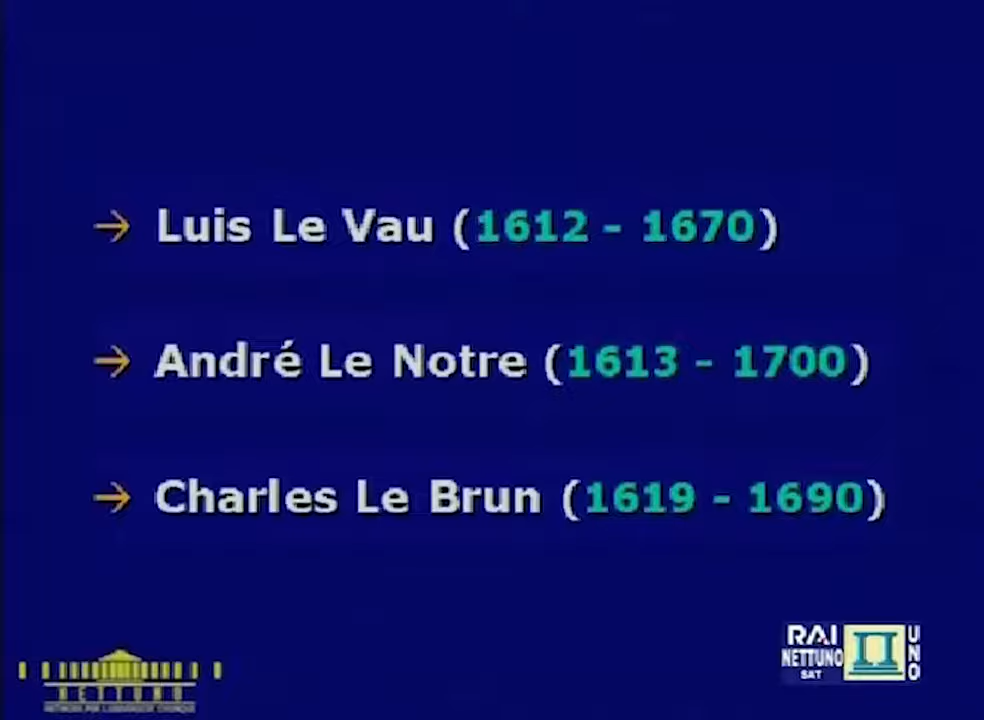 → Luis Le Vau (1612 - 1670)
→ André Le Notre (1613 - 1700)
→ Charles Le Brun (1619 - 1690)
NETTUNO
RAI
NETTUNO
SAT
UNO